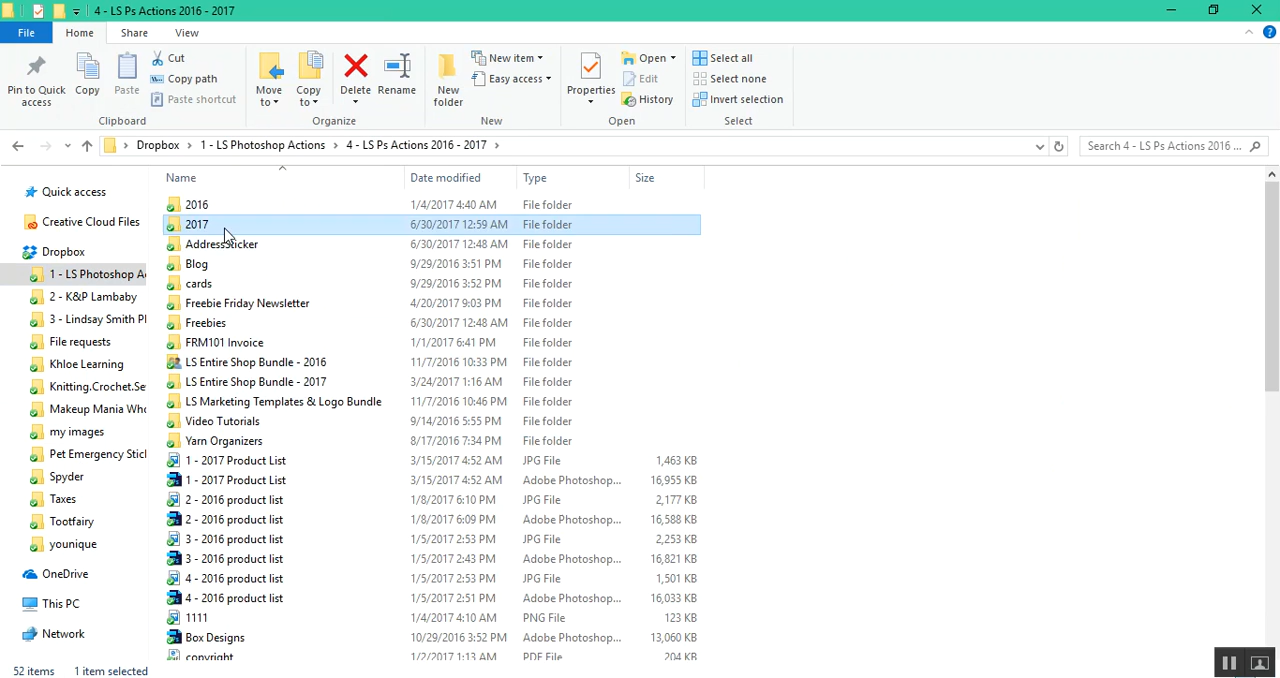 4 - LS Ps Actions 2016 - 2017
File Home Share View
Pin to Quick access
Copy
Paste
Cut
Copy path
Paste shortcut
Clipboard
Move to
Copy to
Delete
Rename
Organize
New folder
New item
Easy access
New
Properties
Open
Edit
History
Open
Select all
Select none
Invert selection
Select
Dropbox 1 - LS Photoshop Actions 4 - LS Ps Actions 2016 - 2017
Search 4 - LS Ps Actions 2016 ...
Quick access
Creative Cloud Files
Dropbox
1 - LS Photoshop Ac
2 - K&P Lambaby
3 - Lindsay Smith Pl
File requests
Khloe Learning
Knitting.Crochet.Se
Makeup Mania Who
my images
Pet Emergency Stic
Spyder
Taxes
Tootfairy
younique
OneDrive
This PC
Network
Name Date modified Type Size
2016 1/4/2017 4:40 AM File folder
2017 6/30/2017 12:59 AM File folder
AddressSticker 6/30/2017 12:48 AM File folder
Blog 9/29/2016 3:51 PM File folder
cards 9/29/2016 3:52 PM File folder
Freebie Friday Newsletter 4/20/2017 9:03 PM File folder
Freebies 6/30/2017 12:48 AM File folder
FRM101 Invoice 1/1/2017 6:41 PM File folder
LS Entire Shop Bundle - 2016 11/7/2016 10:33 PM File folder
LS Entire Shop Bundle - 2017 3/24/2017 1:16 AM File folder
LS Marketing Templates & Logo Bundle 11/7/2016 10:46 PM File folder
Video Tutorials 9/14/2016 5:55 PM File folder
Yarn Organizers 8/17/2016 7:34 PM File folder
1 - 2017 Product List 3/15/2017 4:52 AM JPG File 1,463 KB
1 - 2017 Product List 3/15/2017 4:52 AM Adobe Photoshop... 16,955 KB
2 - 2016 product list 1/8/2017 6:10 PM JPG File 2,177 KB
2 - 2016 product list 1/8/2017 6:09 PM Adobe Photoshop... 16,588 KB
3 - 2016 product list 1/5/2017 2:53 PM JPG File 2,253 KB
3 - 2016 product list 1/5/2017 2:43 PM Adobe Photoshop... 16,821 KB
4 - 2016 product list 1/5/2017 2:53 PM JPG File 1,501 KB
4 - 2016 product list 1/5/2017 2:51 PM Adobe Photoshop... 16,033 KB
1111 1/4/2017 4:10 AM PNG File 123 KB
Box Designs 10/29/2016 3:52 PM Adobe Photoshop... 13,060 KB
copyright 1/2/2017 1:13 AM PDF File 204 KB
52 items 1 item selected